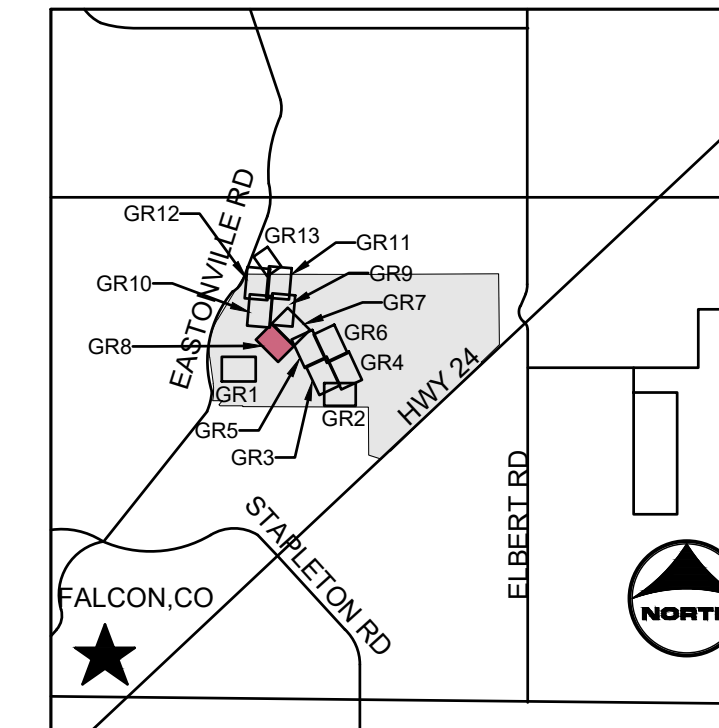 EASTONVILLE RD
GR12
GR13
GR11
GR10
GR9
GR7
GR8
GR6
GR4
GR1
GR2
GR5
GR3
HWY 24
ELBERT RD
STAPLETON RD
FALCON,CO
NORTH